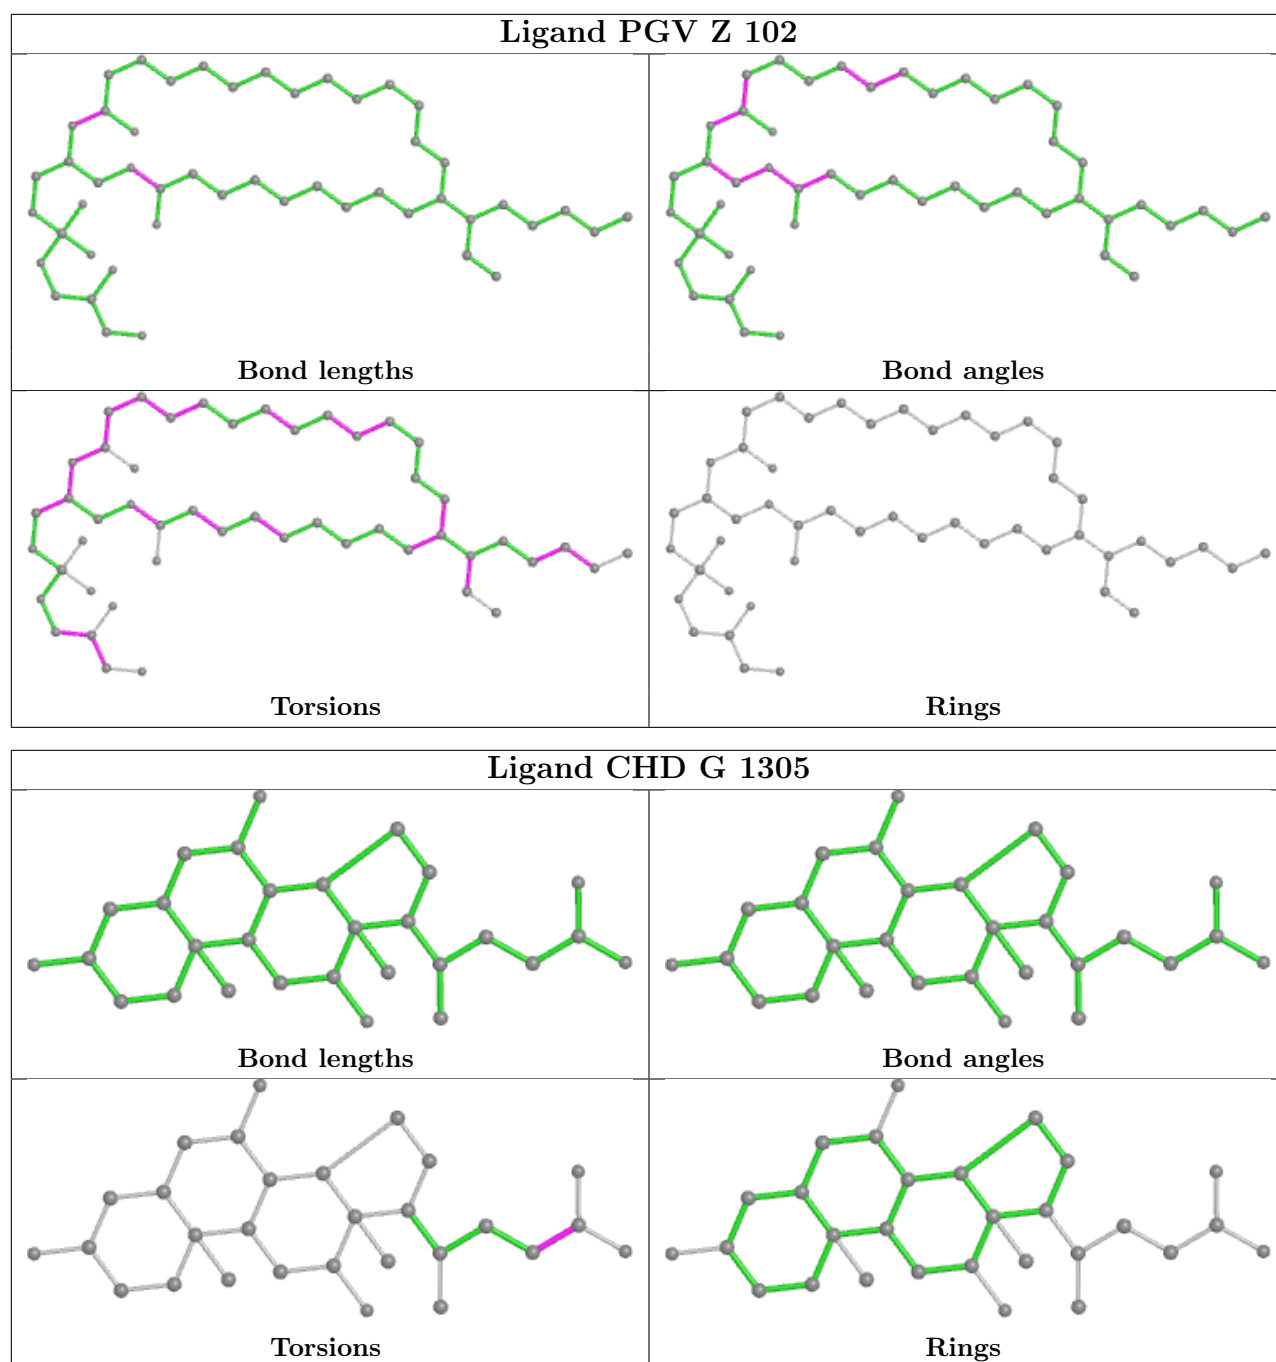 Ligand PGV Z 102
Bond lengths
Bond angles
Torsions
Rings
Ligand CHD G 1305
Bond lengths
Bond angles
Torsions
Rings